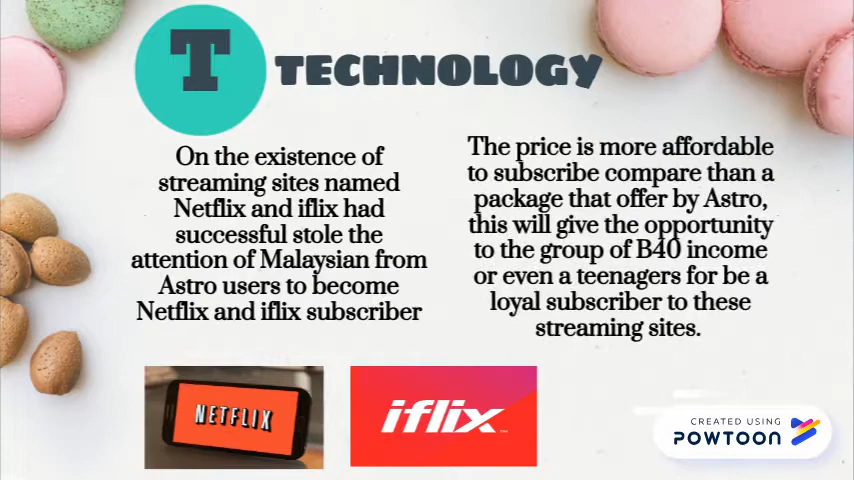 T
TECHNOLOGY
On the existence of
streaming sites named
Netflix and iflix had
successful stole the
attention of Malaysian from
Astro users to become
Netflix and iflix subscriber
The price is more affordable
to subscribe compare than a
package that offer by Astro,
this will give the opportunity
to the group of B40 income
or even a teenagers for be a
loyal subscriber to these
streaming sites.
NETFLIX
iflix
CREATED USING
POWTOON